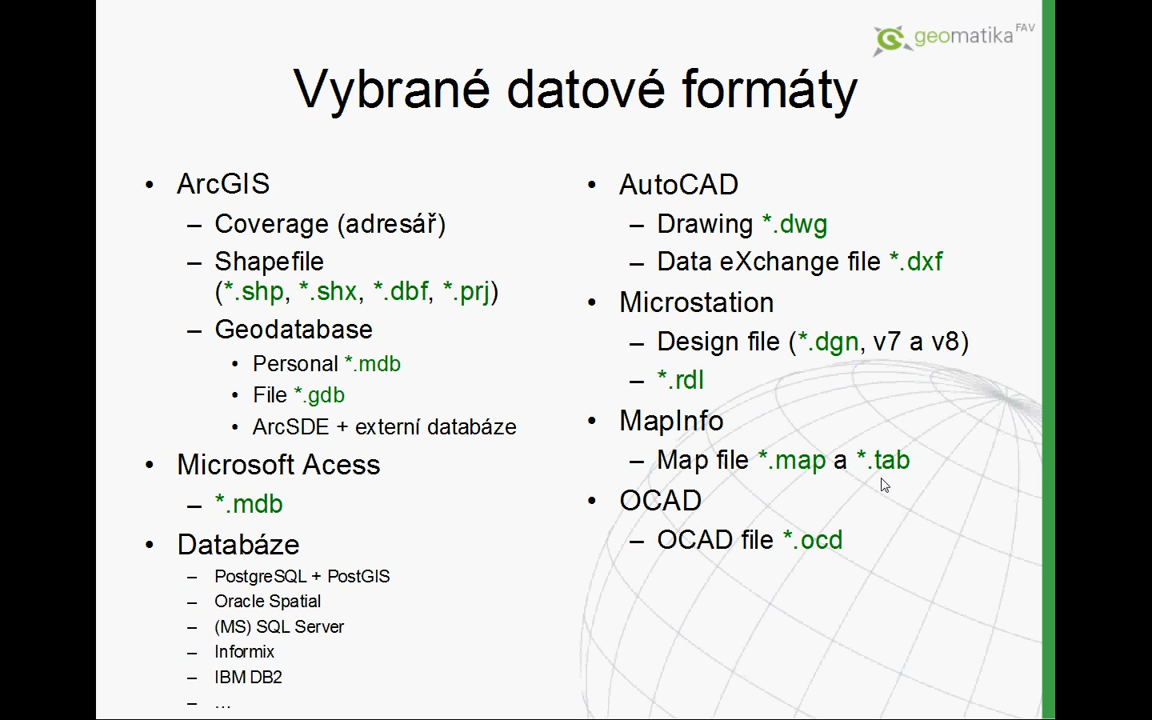 geomatika FAV
Vybrané datové formáty
• ArcGIS
– Coverage (adresář)
– Shapefile
(*.shp, *.shx, *.dbf, *.prj)
– Geodatabase
• Personal *.mdb
• File *.gdb
• ArcSDE + externí databáze
• Microsoft Acess
– *.mdb
• Databáze
– PostgreSQL + PostGIS
– Oracle Spatial
– (MS) SQL Server
– Informix
– IBM DB2
– ...
• AutoCAD
– Drawing *.dwg
– Data eXchange file *.dxf
• Microstation
– Design file (*.dgn, v7 a v8)
– *.rdl
• MapInfo
– Map file *.map a *.tab
• OCAD
– OCAD file *.ocd